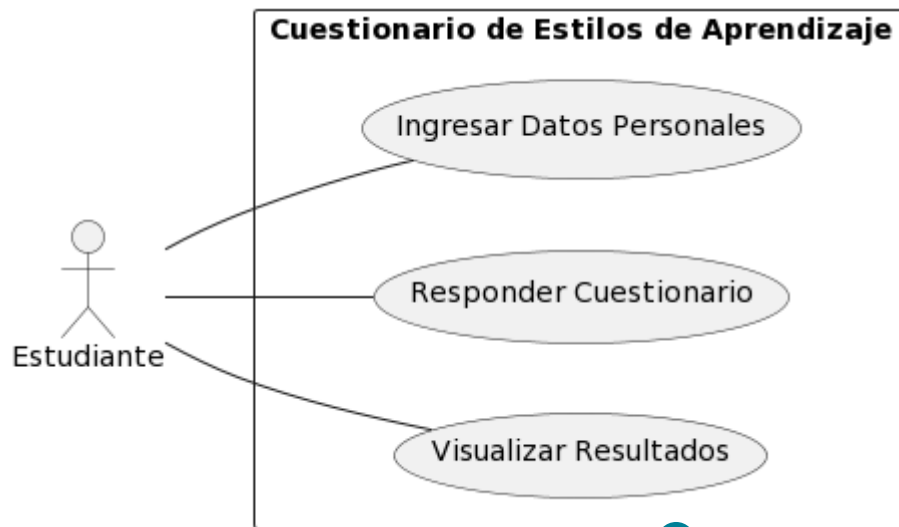 Cuestionario de Estilos de Aprendizaje
Ingresar Datos Personales
Responder Cuestionario
Estudiante
Visualizar Resultados